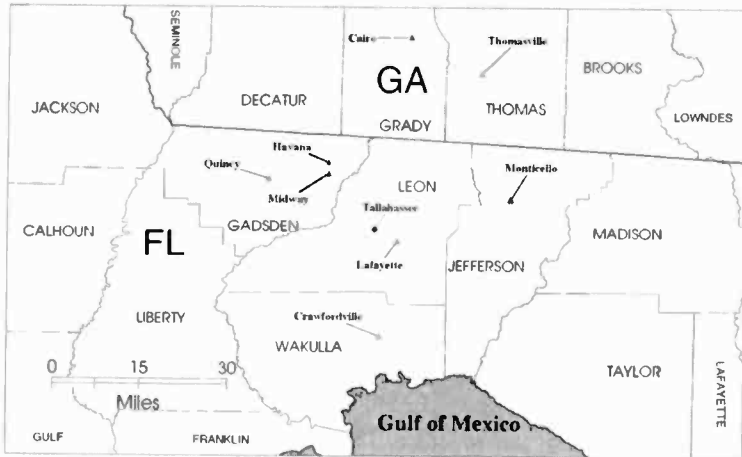 SEMINOLE
Cairo
Thomasville
GA
BROOKS
JACKSON
DECATUR
THOMAS
LOWNDES
GRADY
Havana
Quincy
Monticello
LEON
Midway
Tallahassee
CALHOUN
GADSDEN
MADISON
FL
Lafayette
JEFFERSON
LIBERTY
Crawfordville
WAKULLA
TAYLOR
LAFAYETTE
0 15 30
Miles
Gulf of Mexico
GULF
FRANKLIN